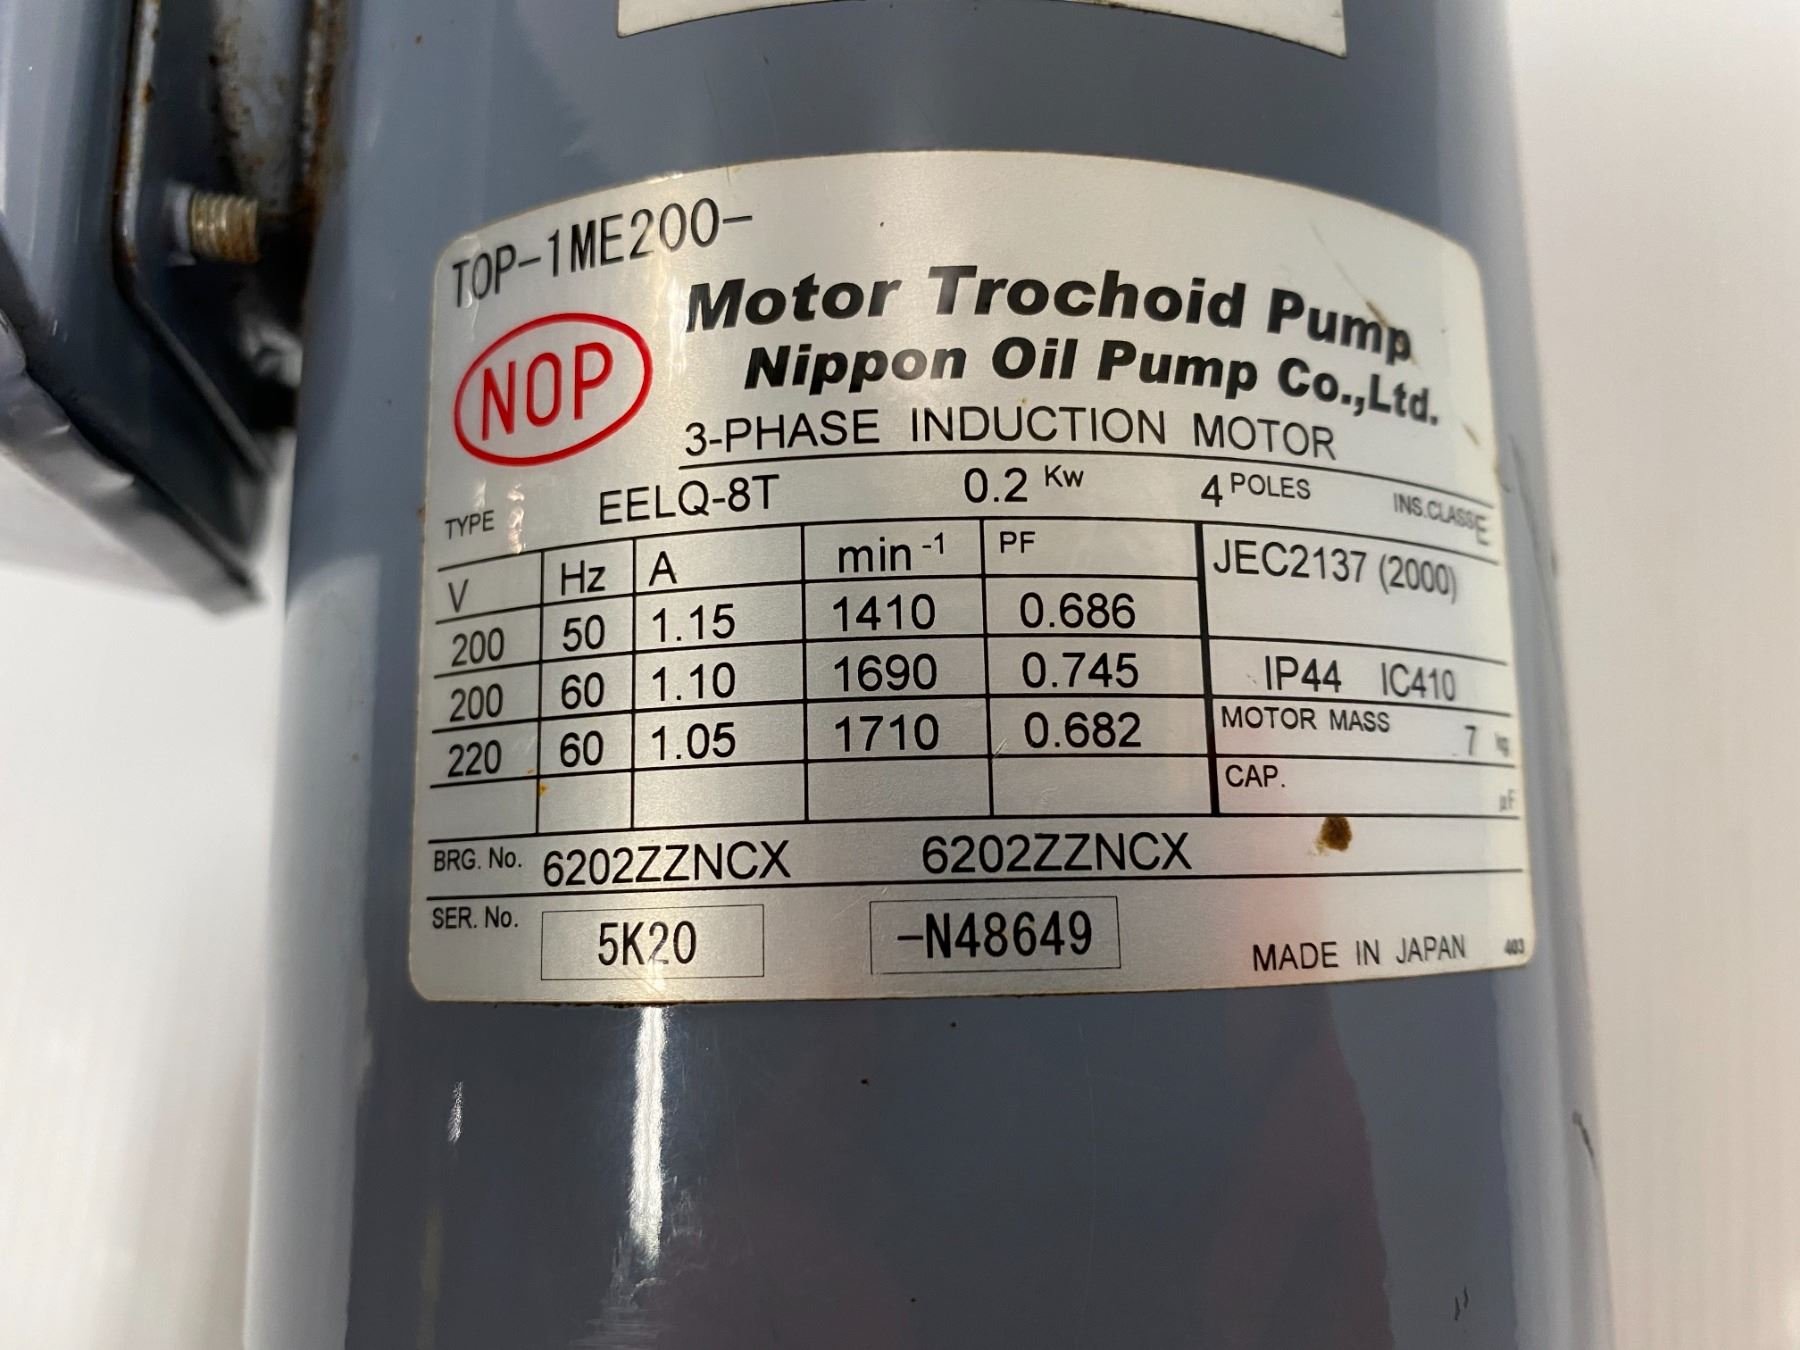 TOP-1ME200-
NOP
Motor Trochoid Pump
Nippon Oil Pump Co.,Ltd.
3-PHASE INDUCTION MOTOR
TYPE EELQ-8T 0.2 Kw 4 POLES INS.CLASS E
V Hz A min-1 PF JEC2137 (2000)
200 50 1.15 1410 0.686
200 60 1.10 1690 0.745 IP44 IC410
220 60 1.05 1710 0.682 MOTOR MASS 7 kg
CAP. µF
BRG. No. 6202ZZNCX 6202ZZNCX
SER. No. 5K20 -N48649 MADE IN JAPAN 403